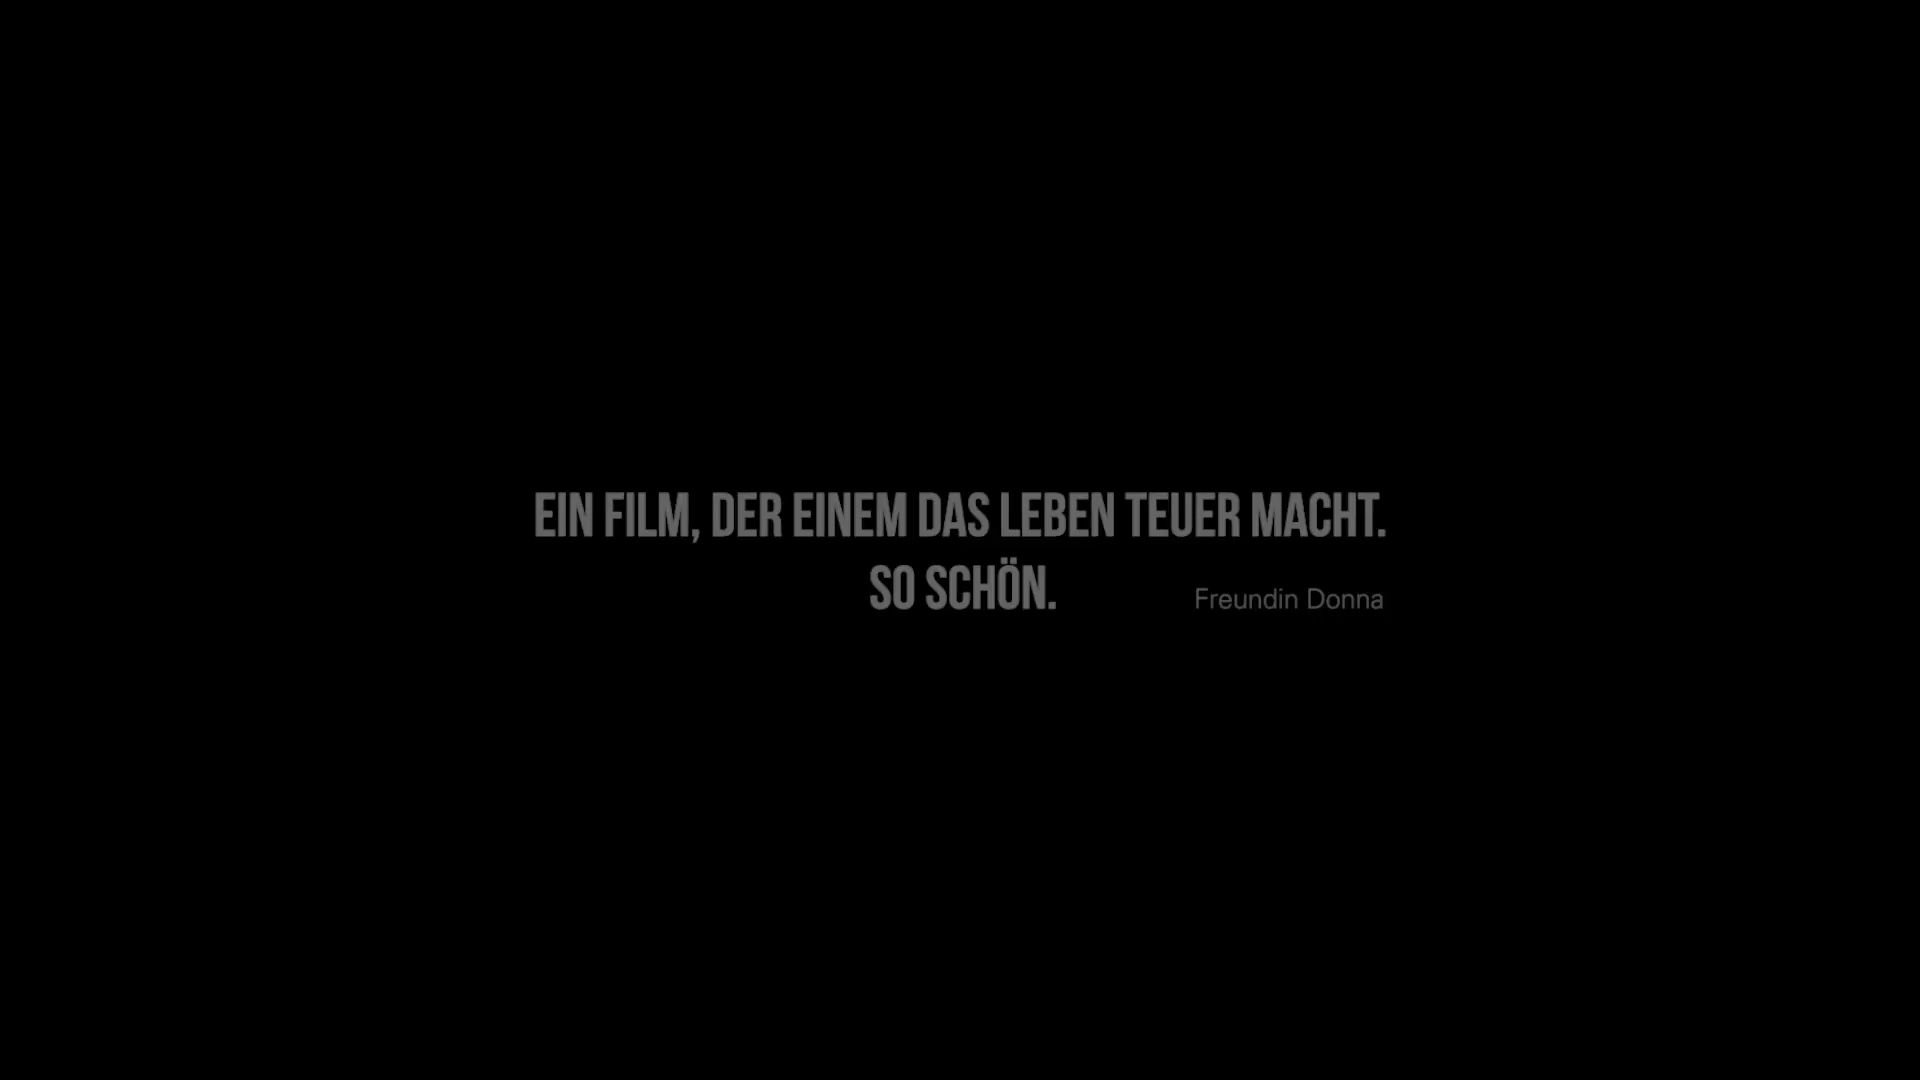 EIN FILM, DER EINEM DAS LEBEN TEUER MACHT.
SO SCHÖN.
Freundin Donna